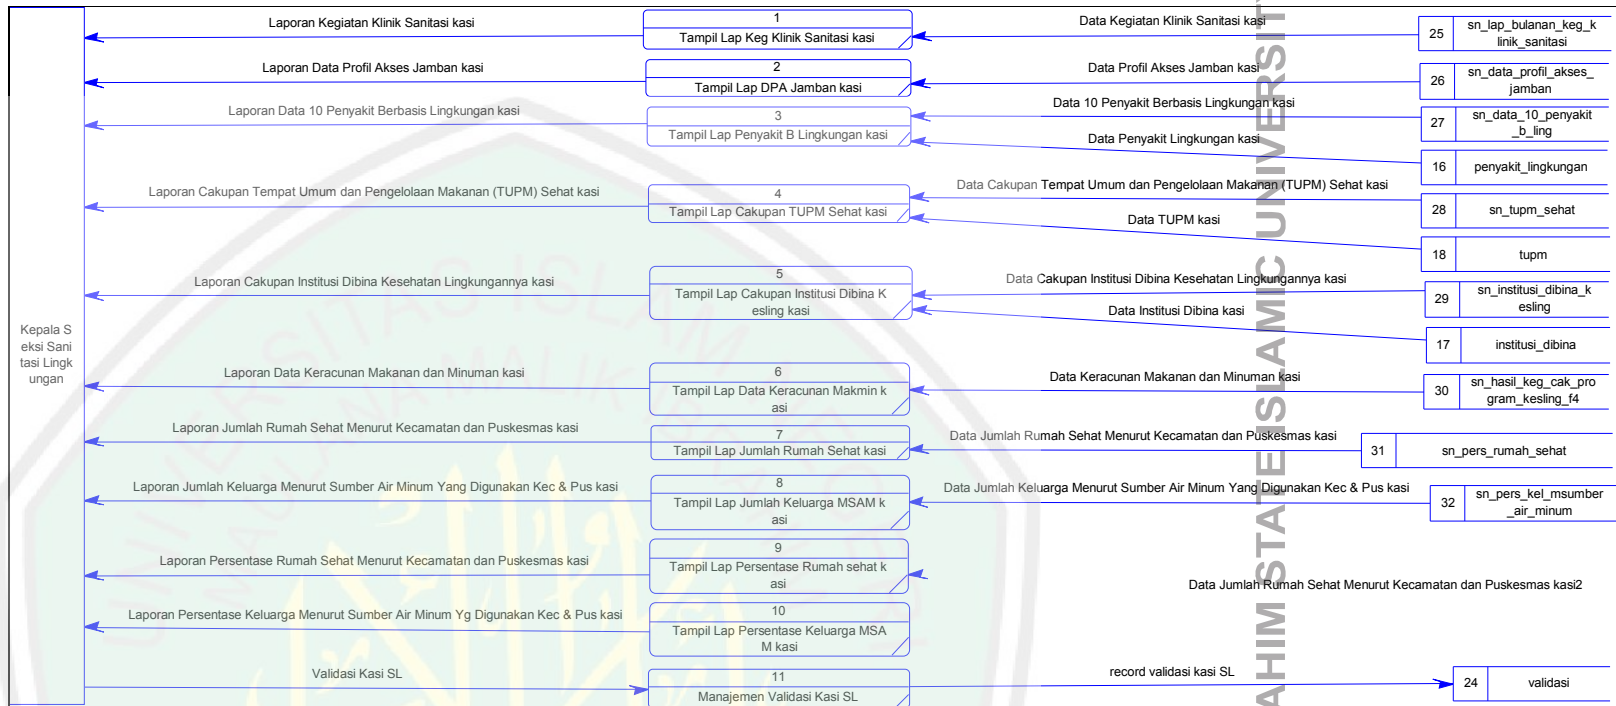 Kepala S
eksi Sani
tasi Lingk
ungan
Laporan Kegiatan Klinik Sanitasi kasi
1
Tampil Lap Keg Klinik Sanitasi kasi
Data Kegiatan Klinik Sanitasi kasi
25
sn_lap_bulanan_keg_k
linik_sanitasi
Laporan Data Profil Akses Jamban kasi
2
Tampil Lap DPA Jamban kasi
Data Profil Akses Jamban kasi
26
sn_data_profil_akses_
jamban
Laporan Data 10 Penyakit Berbasis Lingkungan kasi
3
Tampil Lap Penyakit B Lingkungan kasi
Data 10 Penyakit Berbasis Lingkungan kasi
27
sn_data_10_penyakit
_b_ling
Data Penyakit Lingkungan kasi
16
penyakit_lingkungan
Laporan Cakupan Tempat Umum dan Pengelolaan Makanan (TUPM) Sehat kasi
4
Tampil Lap Cakupan TUPM Sehat kasi
Data Cakupan Tempat Umum dan Pengelolaan Makanan (TUPM) Sehat kasi
28
sn_tupm_sehat
Data TUPM kasi
18
tupm
Laporan Cakupan Institusi Dibina Kesehatan Lingkungannya kasi
5
Tampil Lap Cakupan Institusi Dibina K
esling kasi
Data Cakupan Institusi Dibina Kesehatan Lingkungannya kasi
29
sn_institusi_dibina_k
esling
Data Institusi Dibina kasi
17
institusi_dibina
Laporan Data Keracunan Makanan dan Minuman kasi
6
Tampil Lap Data Keracunan Makmin k
asi
Data Keracunan Makanan dan Minuman kasi
30
sn_hasil_keg_cak_pro
gram_kesling_f4
Laporan Jumlah Rumah Sehat Menurut Kecamatan dan Puskesmas kasi
7
Tampil Lap Jumlah Rumah Sehat kasi
Data Jumlah Rumah Sehat Menurut Kecamatan dan Puskesmas kasi
31
sn_pers_rumah_sehat
Laporan Jumlah Keluarga Menurut Sumber Air Minum Yang Digunakan Kec & Pus kasi
8
Tampil Lap Jumlah Keluarga MSAM k
asi
Data Jumlah Keluarga Menurut Sumber Air Minum Yang Digunakan Kec & Pus kasi
32
sn_pers_kel_msumber
_air_minum
Laporan Persentase Rumah Sehat Menurut Kecamatan dan Puskesmas kasi
9
Tampil Lap Persentase Rumah sehat k
asi
Data Jumlah Rumah Sehat Menurut Kecamatan dan Puskesmas kasi2
Laporan Persentase Keluarga Menurut Sumber Air Minum Yg Digunakan Kec & Pus kasi
10
Tampil Lap Persentase Keluarga MSA
M kasi
Validasi Kasi SL
11
Manajemen Validasi Kasi SL
record validasi kasi SL
24
validasi
AHIM STATE ISLAMIC UNIVERSIT
UNIVERSITAS ISLAM
MAULANA MALIK